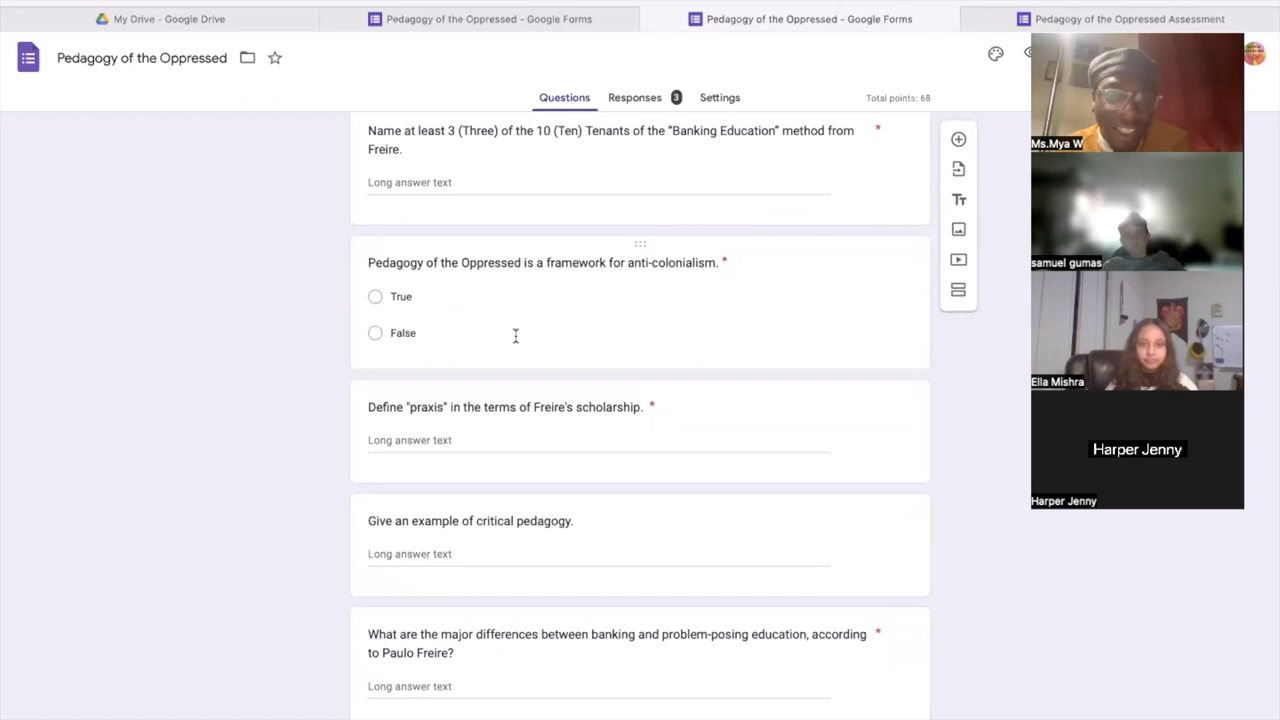 My Drive - Google Drive
Pedagogy of the Oppressed - Google Forms
Pedagogy of the Oppressed - Google Forms
Pedagogy of the Oppressed Assessment
Pedagogy of the Oppressed
Questions
Responses 3
Settings
Total points: 68
Name at least 3 (Three) of the 10 (Ten) Tenants of the “Banking Education” method from *
Freire.
Long answer text
Pedagogy of the Oppressed is a framework for anti-colonialism. *
True
False
Define "praxis" in the terms of Freire's scholarship. *
Long answer text
Give an example of critical pedagogy.
Long answer text
What are the major differences between banking and problem-posing education, according *
to Paulo Freire?
Long answer text
Tт
Ms.Mya W
samuel gumas
Ella Mishra
Harper Jenny
Harper Jenny